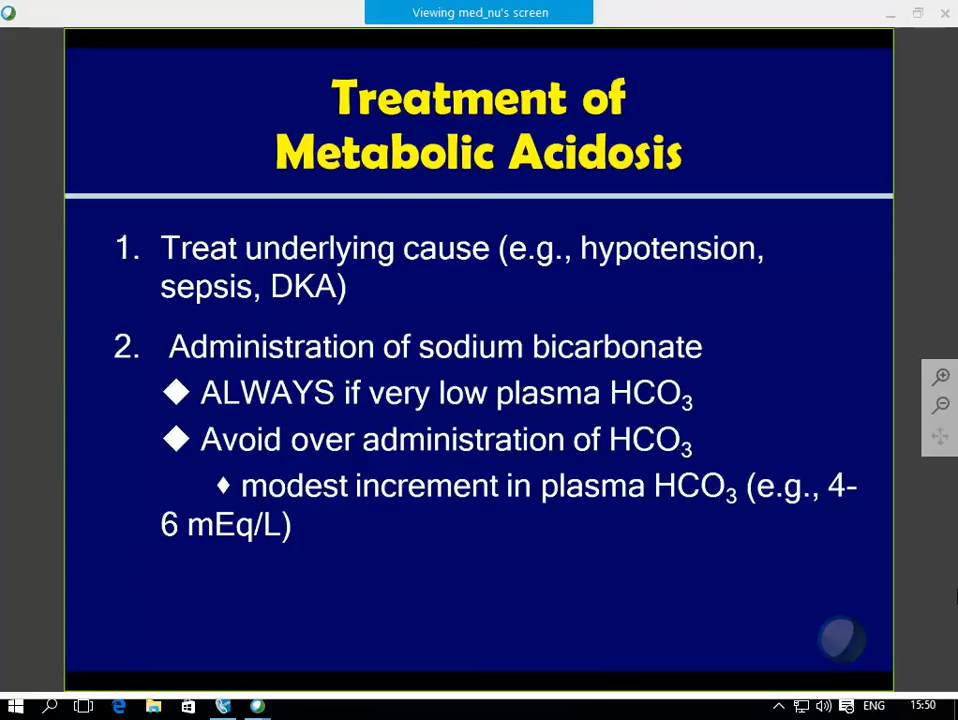 Viewing med_nu's screen
Treatment of
Metabolic Acidosis
1. Treat underlying cause (e.g., hypotension,
sepsis, DKA)
2. Administration of sodium bicarbonate
◆ ALWAYS if very low plasma HCO₃
◆ Avoid over administration of HCO₃
♦ modest increment in plasma HCO₃ (e.g., 4-
6 mEq/L)
ENG
15:50